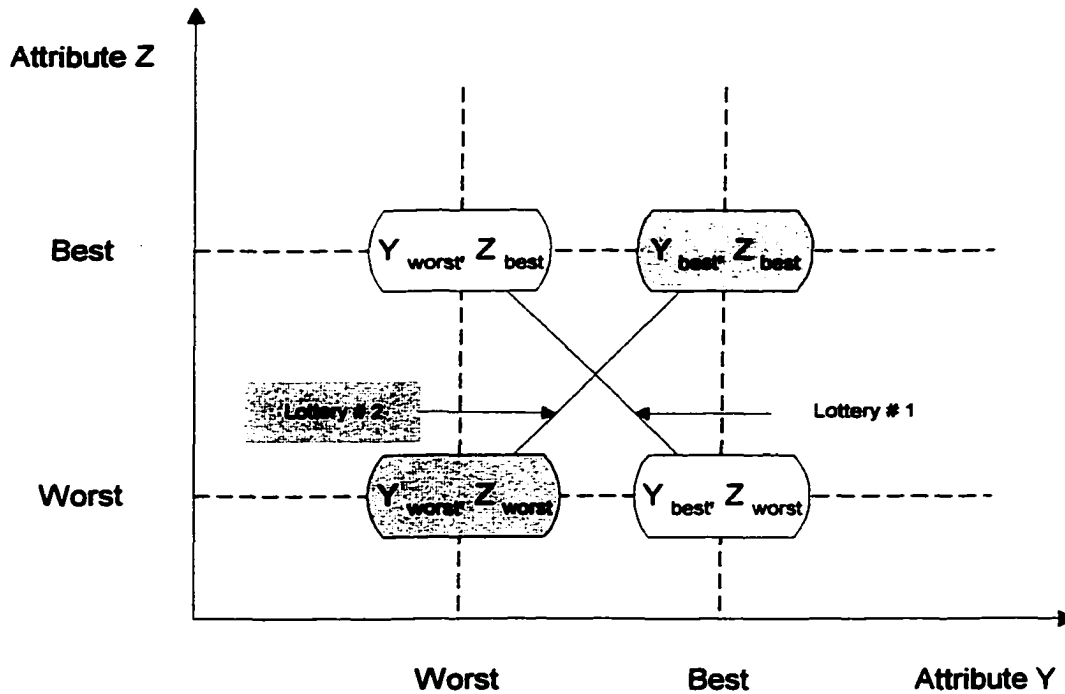 Attribute Z
Best
Y worst, Z best
Y best, Z best
Lottery # 2
Lottery # 1
Worst
Y worst, Z worst
Y best, Z worst
Worst
Best
Attribute Y